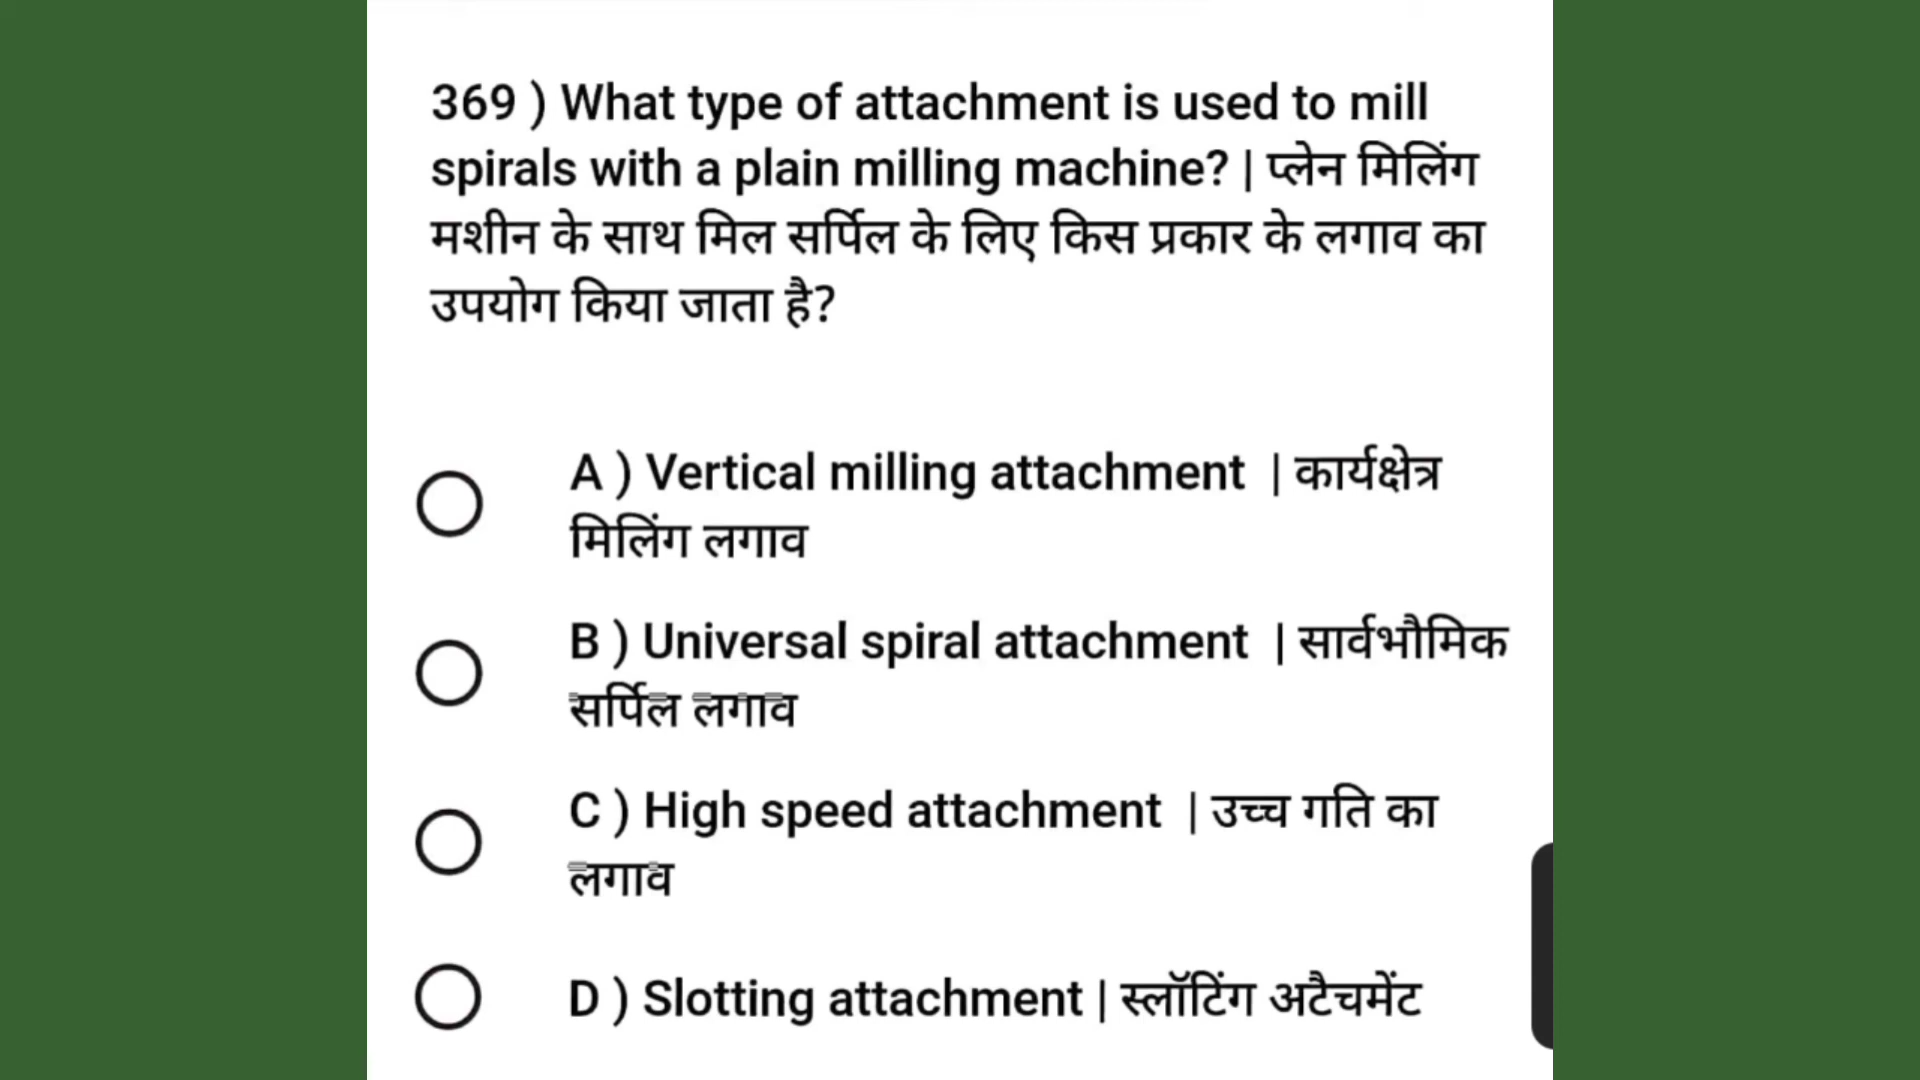 369 ) What type of attachment is used to mill
spirals with a plain milling machine? | प्लेन मिलिंग
मशीन के साथ मिल सर्पिल के लिए किस प्रकार के लगाव का
उपयोग किया जाता है?
A ) Vertical milling attachment | कार्यक्षेत्र
मिलिंग लगाव
B ) Universal spiral attachment | सार्वभौमिक
सर्पिल लगाव
C ) High speed attachment | उच्च गति का
लगाव
D ) Slotting attachment | स्लॉटिंग अटैचमेंट